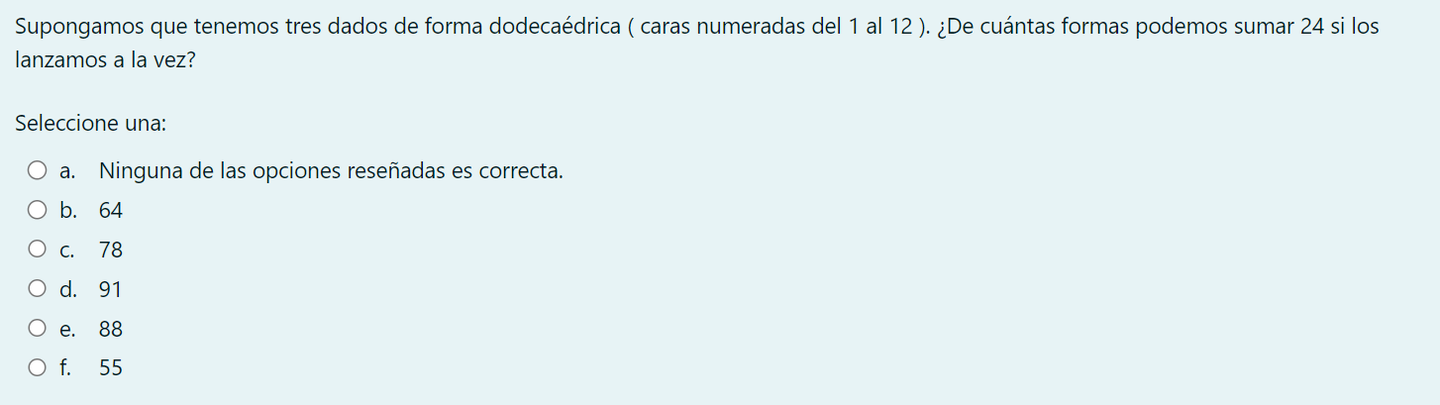 Supongamos que tenemos tres dados de forma dodecaédrica ( caras numeradas del 1 al 12 ). ¿De cuántas formas podemos sumar 24 si los
lanzamos a la vez?
Seleccione una:
a. Ninguna de las opciones reseñadas es correcta.
b. 64
c. 78
d. 91
e. 88
f. 55